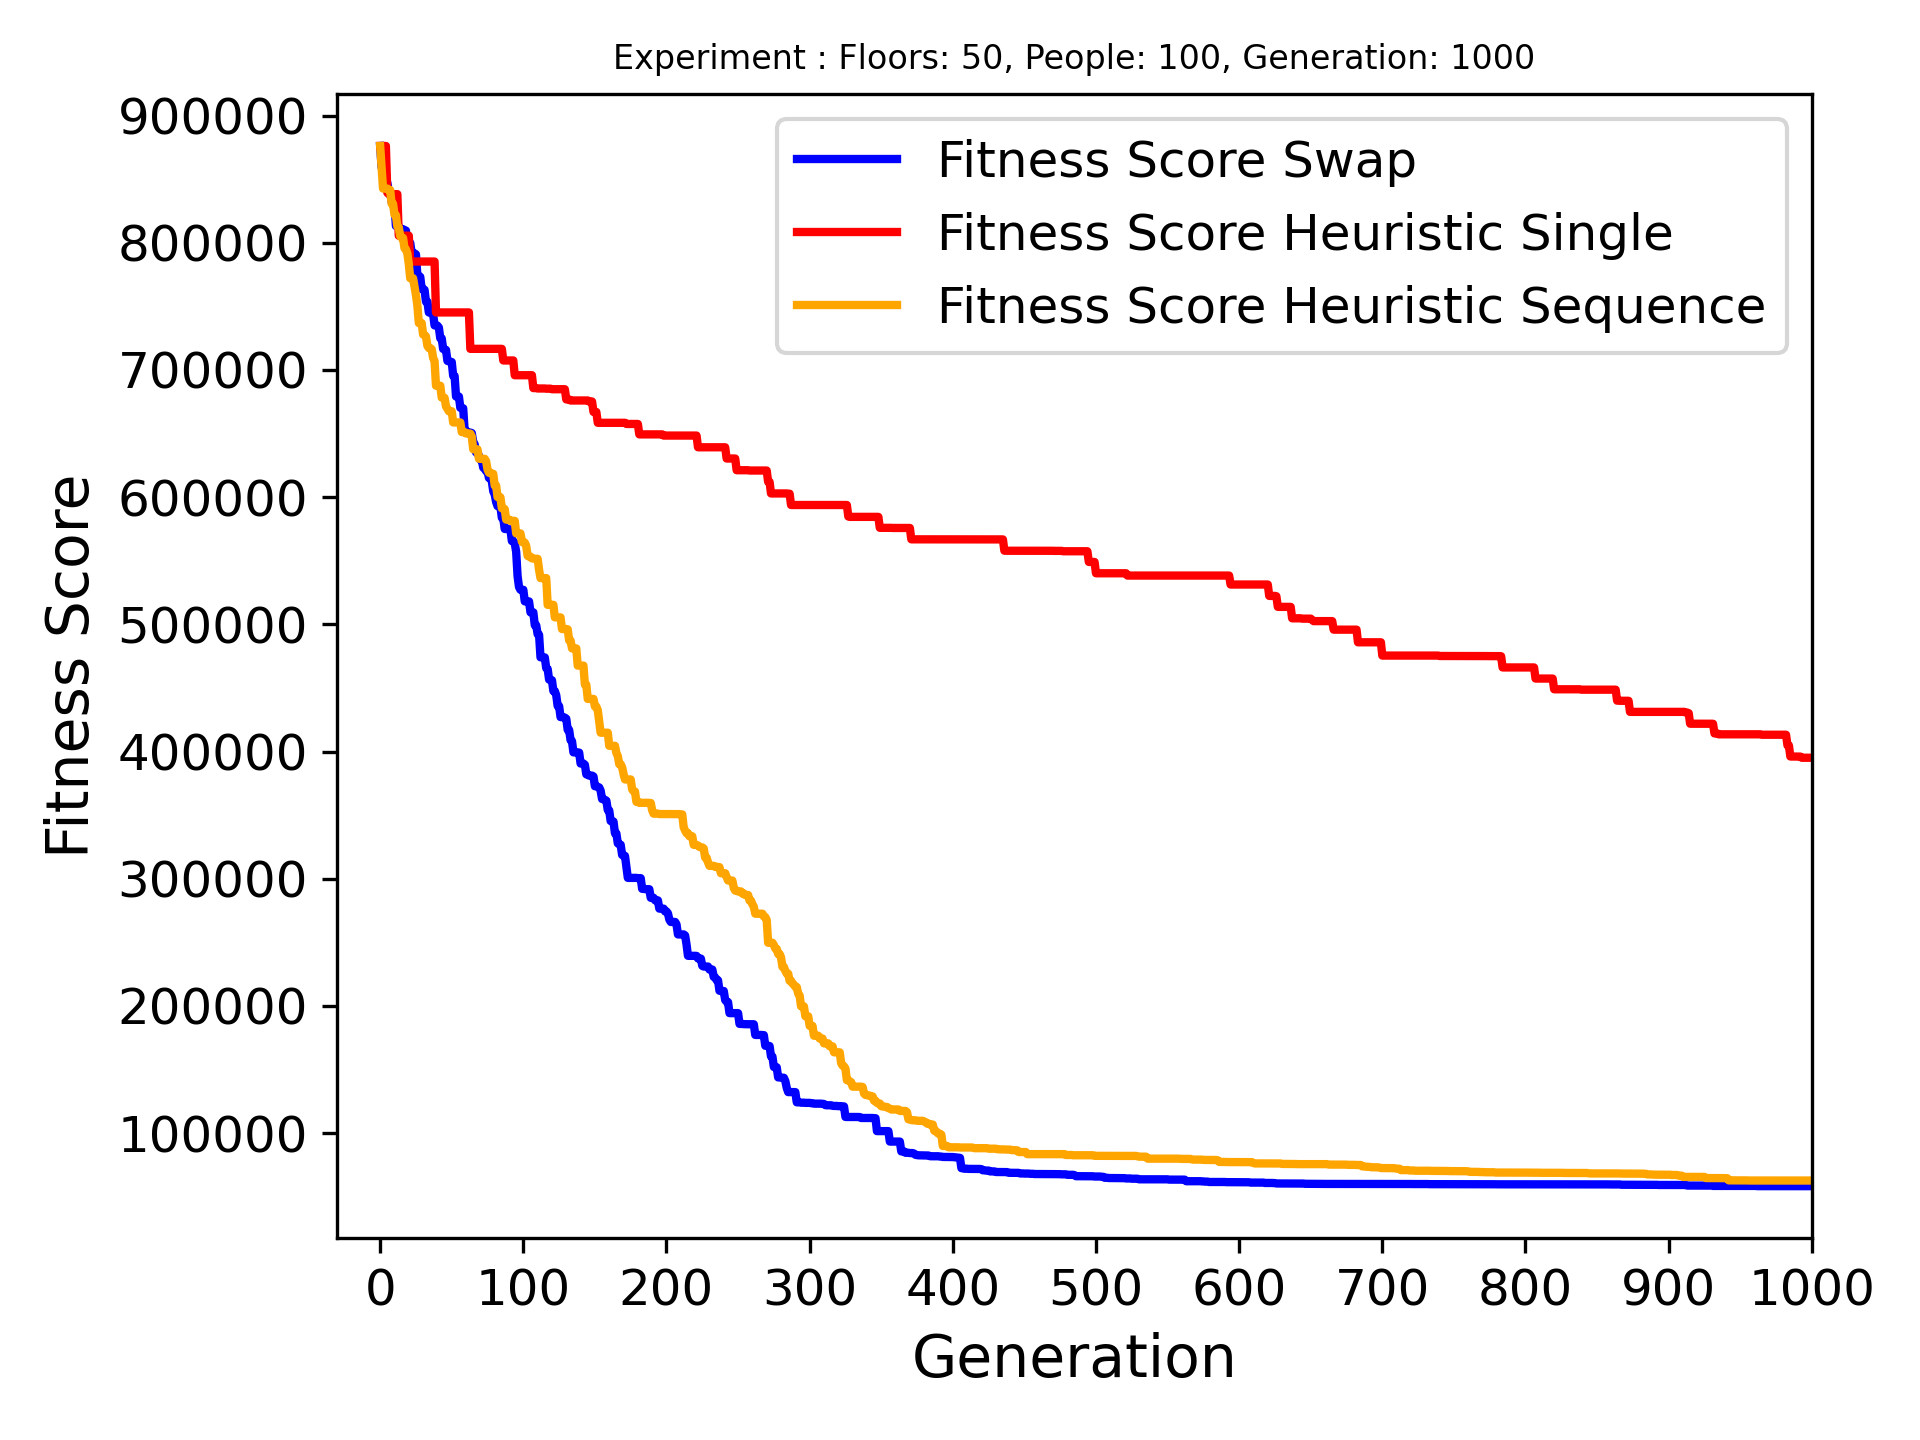 Experiment : Floors: 50, People: 100, Generation: 1000
Fitness Score Swap
Fitness Score Heuristic Single
Fitness Score Heuristic Sequence
Fitness Score
900000
800000
700000
600000
500000
400000
300000
200000
100000
0 100 200 300 400 500 600 700 800 900 1000
Generation